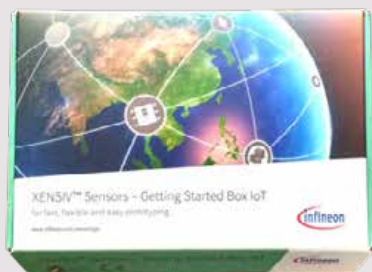 XENSIV™ Sensors – Getting Started Box IoT
for fast, flexible and easy prototyping
infineon